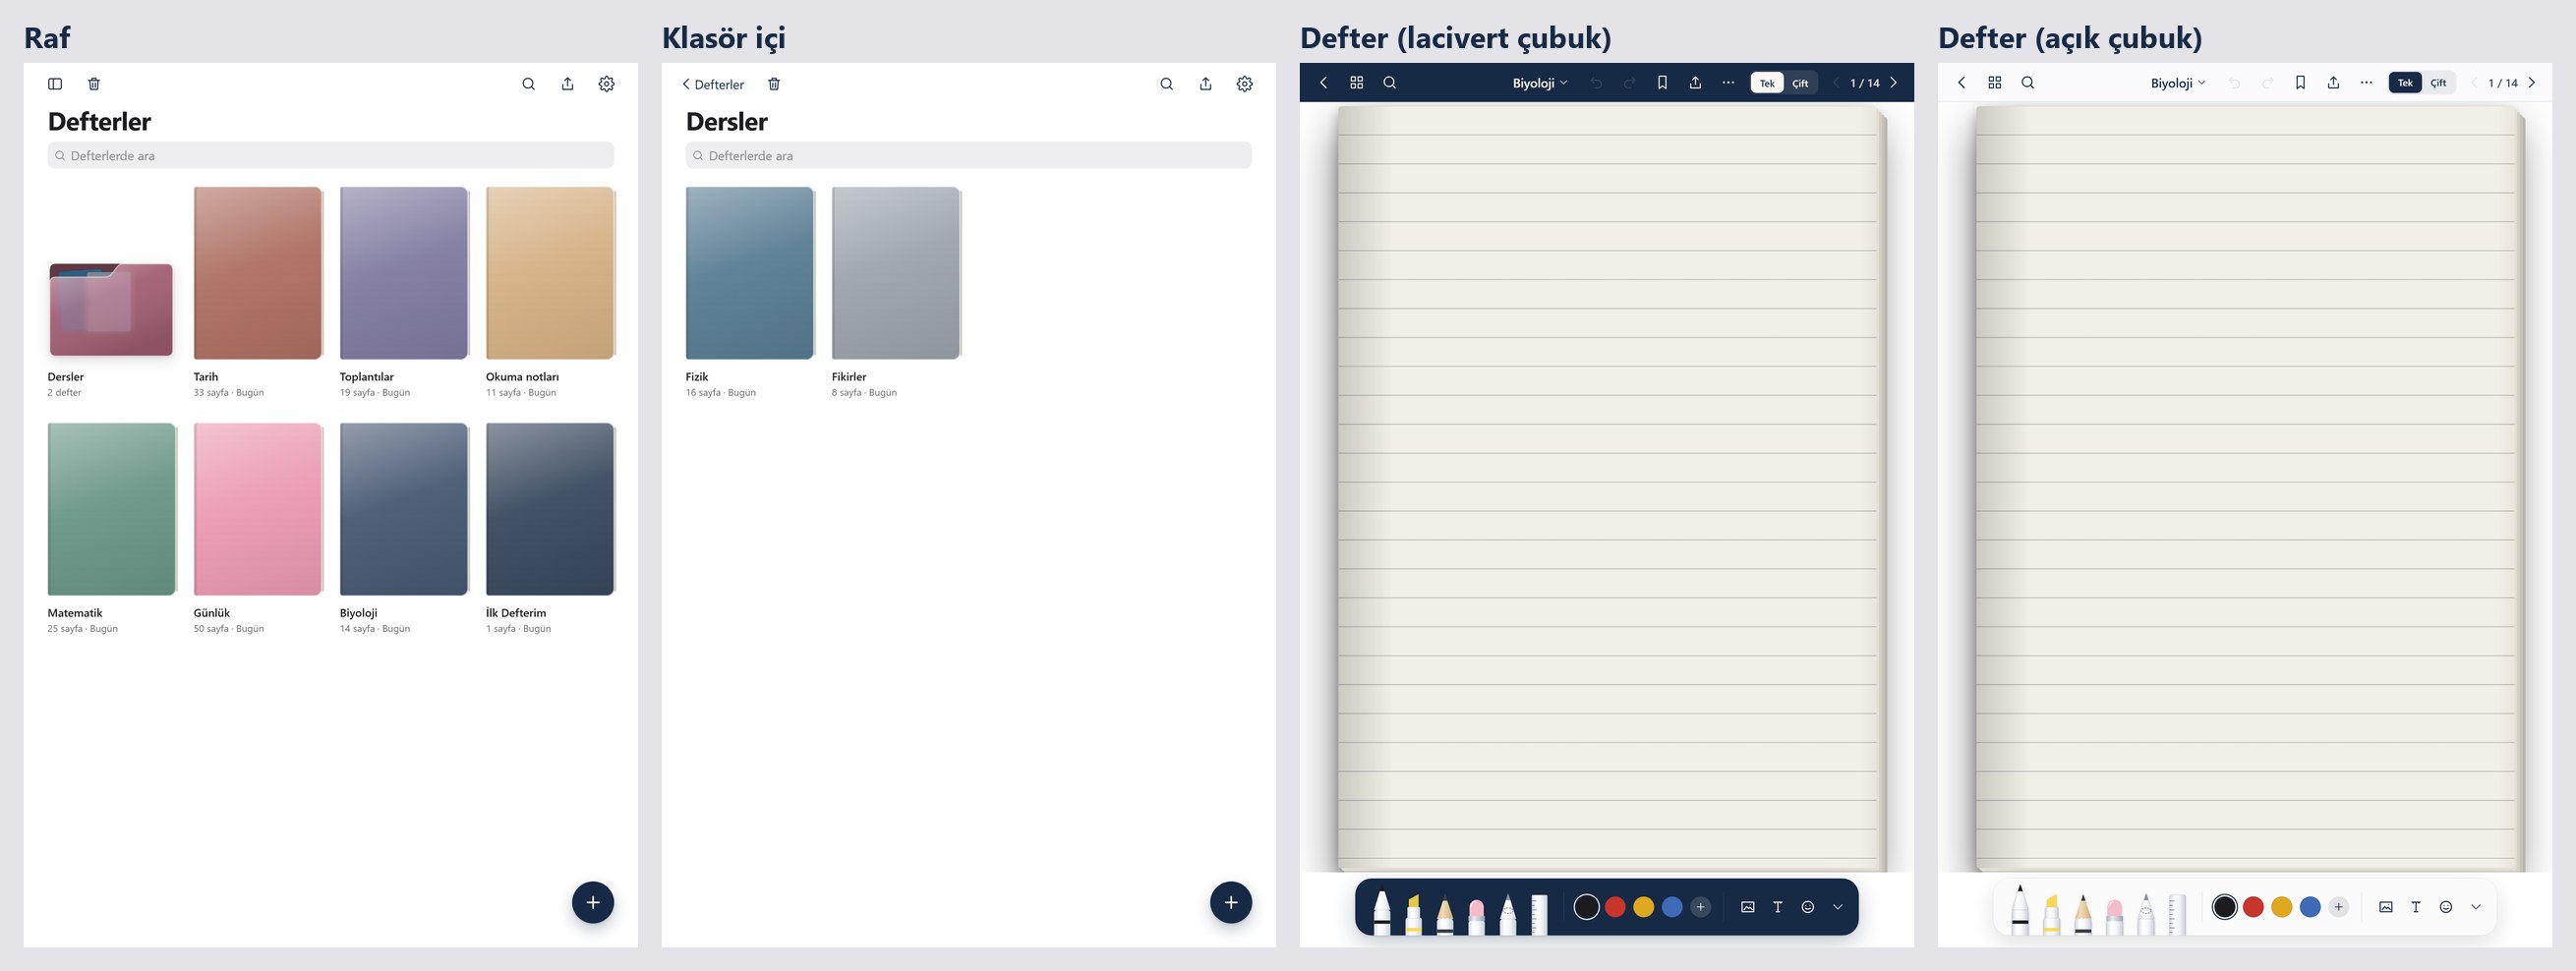 Raf
Defterler
Defterlerde ara
Dersler
2 defter
Tarih
33 sayfa · Bugün
Toplantılar
19 sayfa · Bugün
Okuma notları
11 sayfa · Bugün
Matematik
25 sayfa · Bugün
Günlük
50 sayfa · Bugün
Biyoloji
14 sayfa · Bugün
İlk Defterim
1 sayfa · Bugün
Klasör içi
Defterler
Dersler
Defterlerde ara
Fizik
16 sayfa · Bugün
Fikirler
8 sayfa · Bugün
Defter (lacivert çubuk)
Biyoloji Tek Çift 1 / 14
Defter (açık çubuk)
Biyoloji Tek Çift 1 / 14